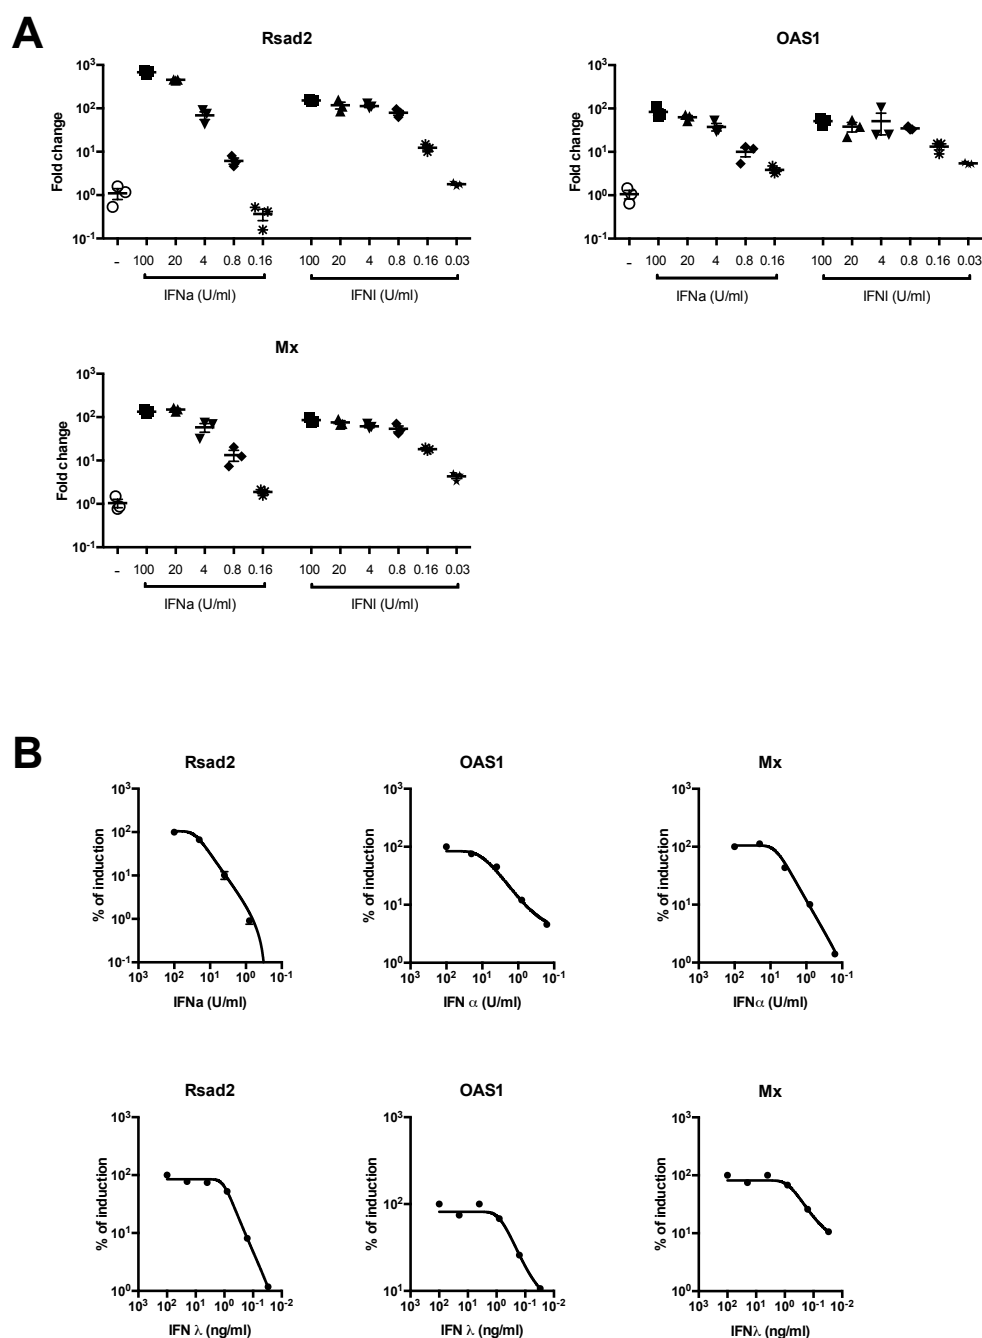 A
Rsad2
OAS1
Fold change
10³
10²
10¹
10⁰
10⁻¹
- 100 20 4 0.8 0.16 100 20 4 0.8 0.16 0.03
IFNa (U/ml) IFNl (U/ml)
Fold change
10³
10²
10¹
10⁰
10⁻¹
- 100 20 4 0.8 0.16 100 20 4 0.8 0.16 0.03
IFNa (U/ml) IFNl (U/ml)
Mx
Fold change
10³
10²
10¹
10⁰
10⁻¹
- 100 20 4 0.8 0.16 100 20 4 0.8 0.16 0.03
IFNa (U/ml) IFNl (U/ml)
B
Rsad2
% of induction
10³
10²
10¹
10⁰
10⁻¹
10³ 10² 10¹ 10⁰ 10⁻¹
IFNa (U/ml)
OAS1
% of induction
10³
10²
10¹
10⁰
10³ 10² 10¹ 10⁰ 10⁻¹
IFN α (U/ml)
Mx
% of induction
10³
10²
10¹
10⁰
10³ 10² 10¹ 10⁰ 10⁻¹
IFNα (U/ml)
Rsad2
% of induction
10³
10²
10¹
10⁰
10³ 10² 10¹ 10⁰ 10⁻¹ 10⁻²
IFN λ (ng/ml)
OAS1
% of induction
10³
10²
10¹
10³ 10² 10¹ 10⁰ 10⁻¹ 10⁻²
IFN λ (ng/ml)
Mx
% of induction
10³
10²
10¹
10⁰
10³ 10² 10¹ 10⁰ 10⁻¹ 10⁻²
IFNλ (ng/ml)